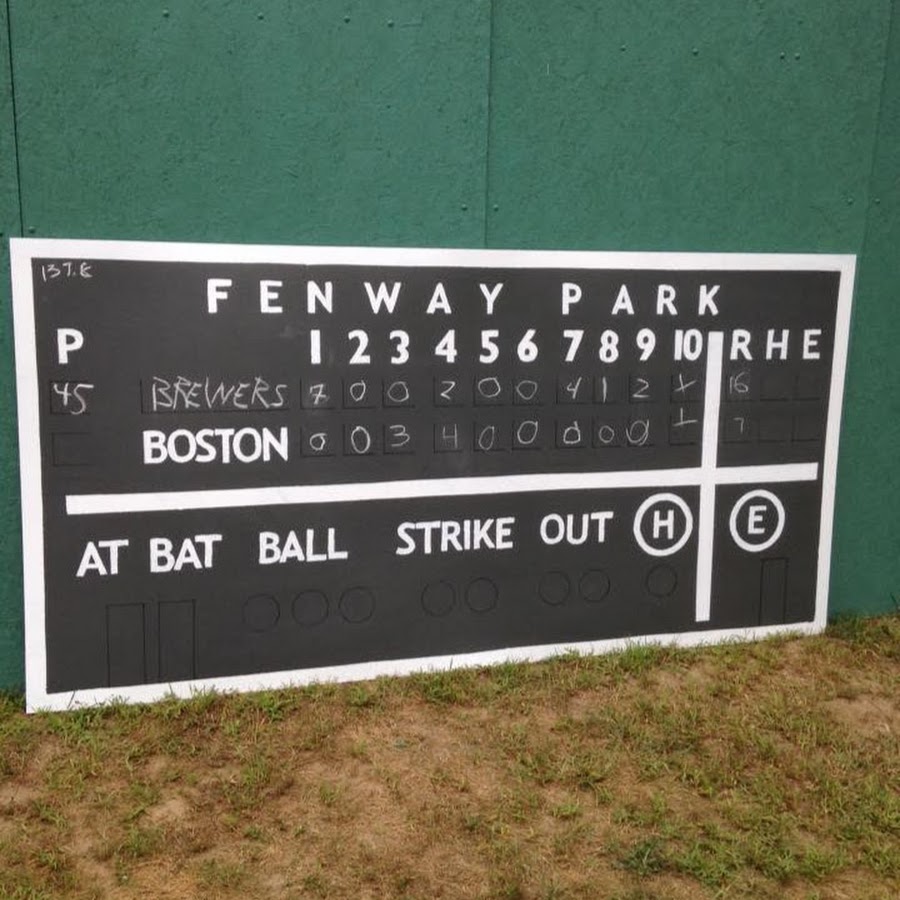 FENWAY PARK
P 1 2 3 4 5 6 7 8 9 10 R H E
45 BREWERS 7 0 0 2 0 0 4 1 2 X 16
BOSTON 0 0 3 4 0 0 0 0 0 X 7
AT BAT BALL STRIKE OUT H E